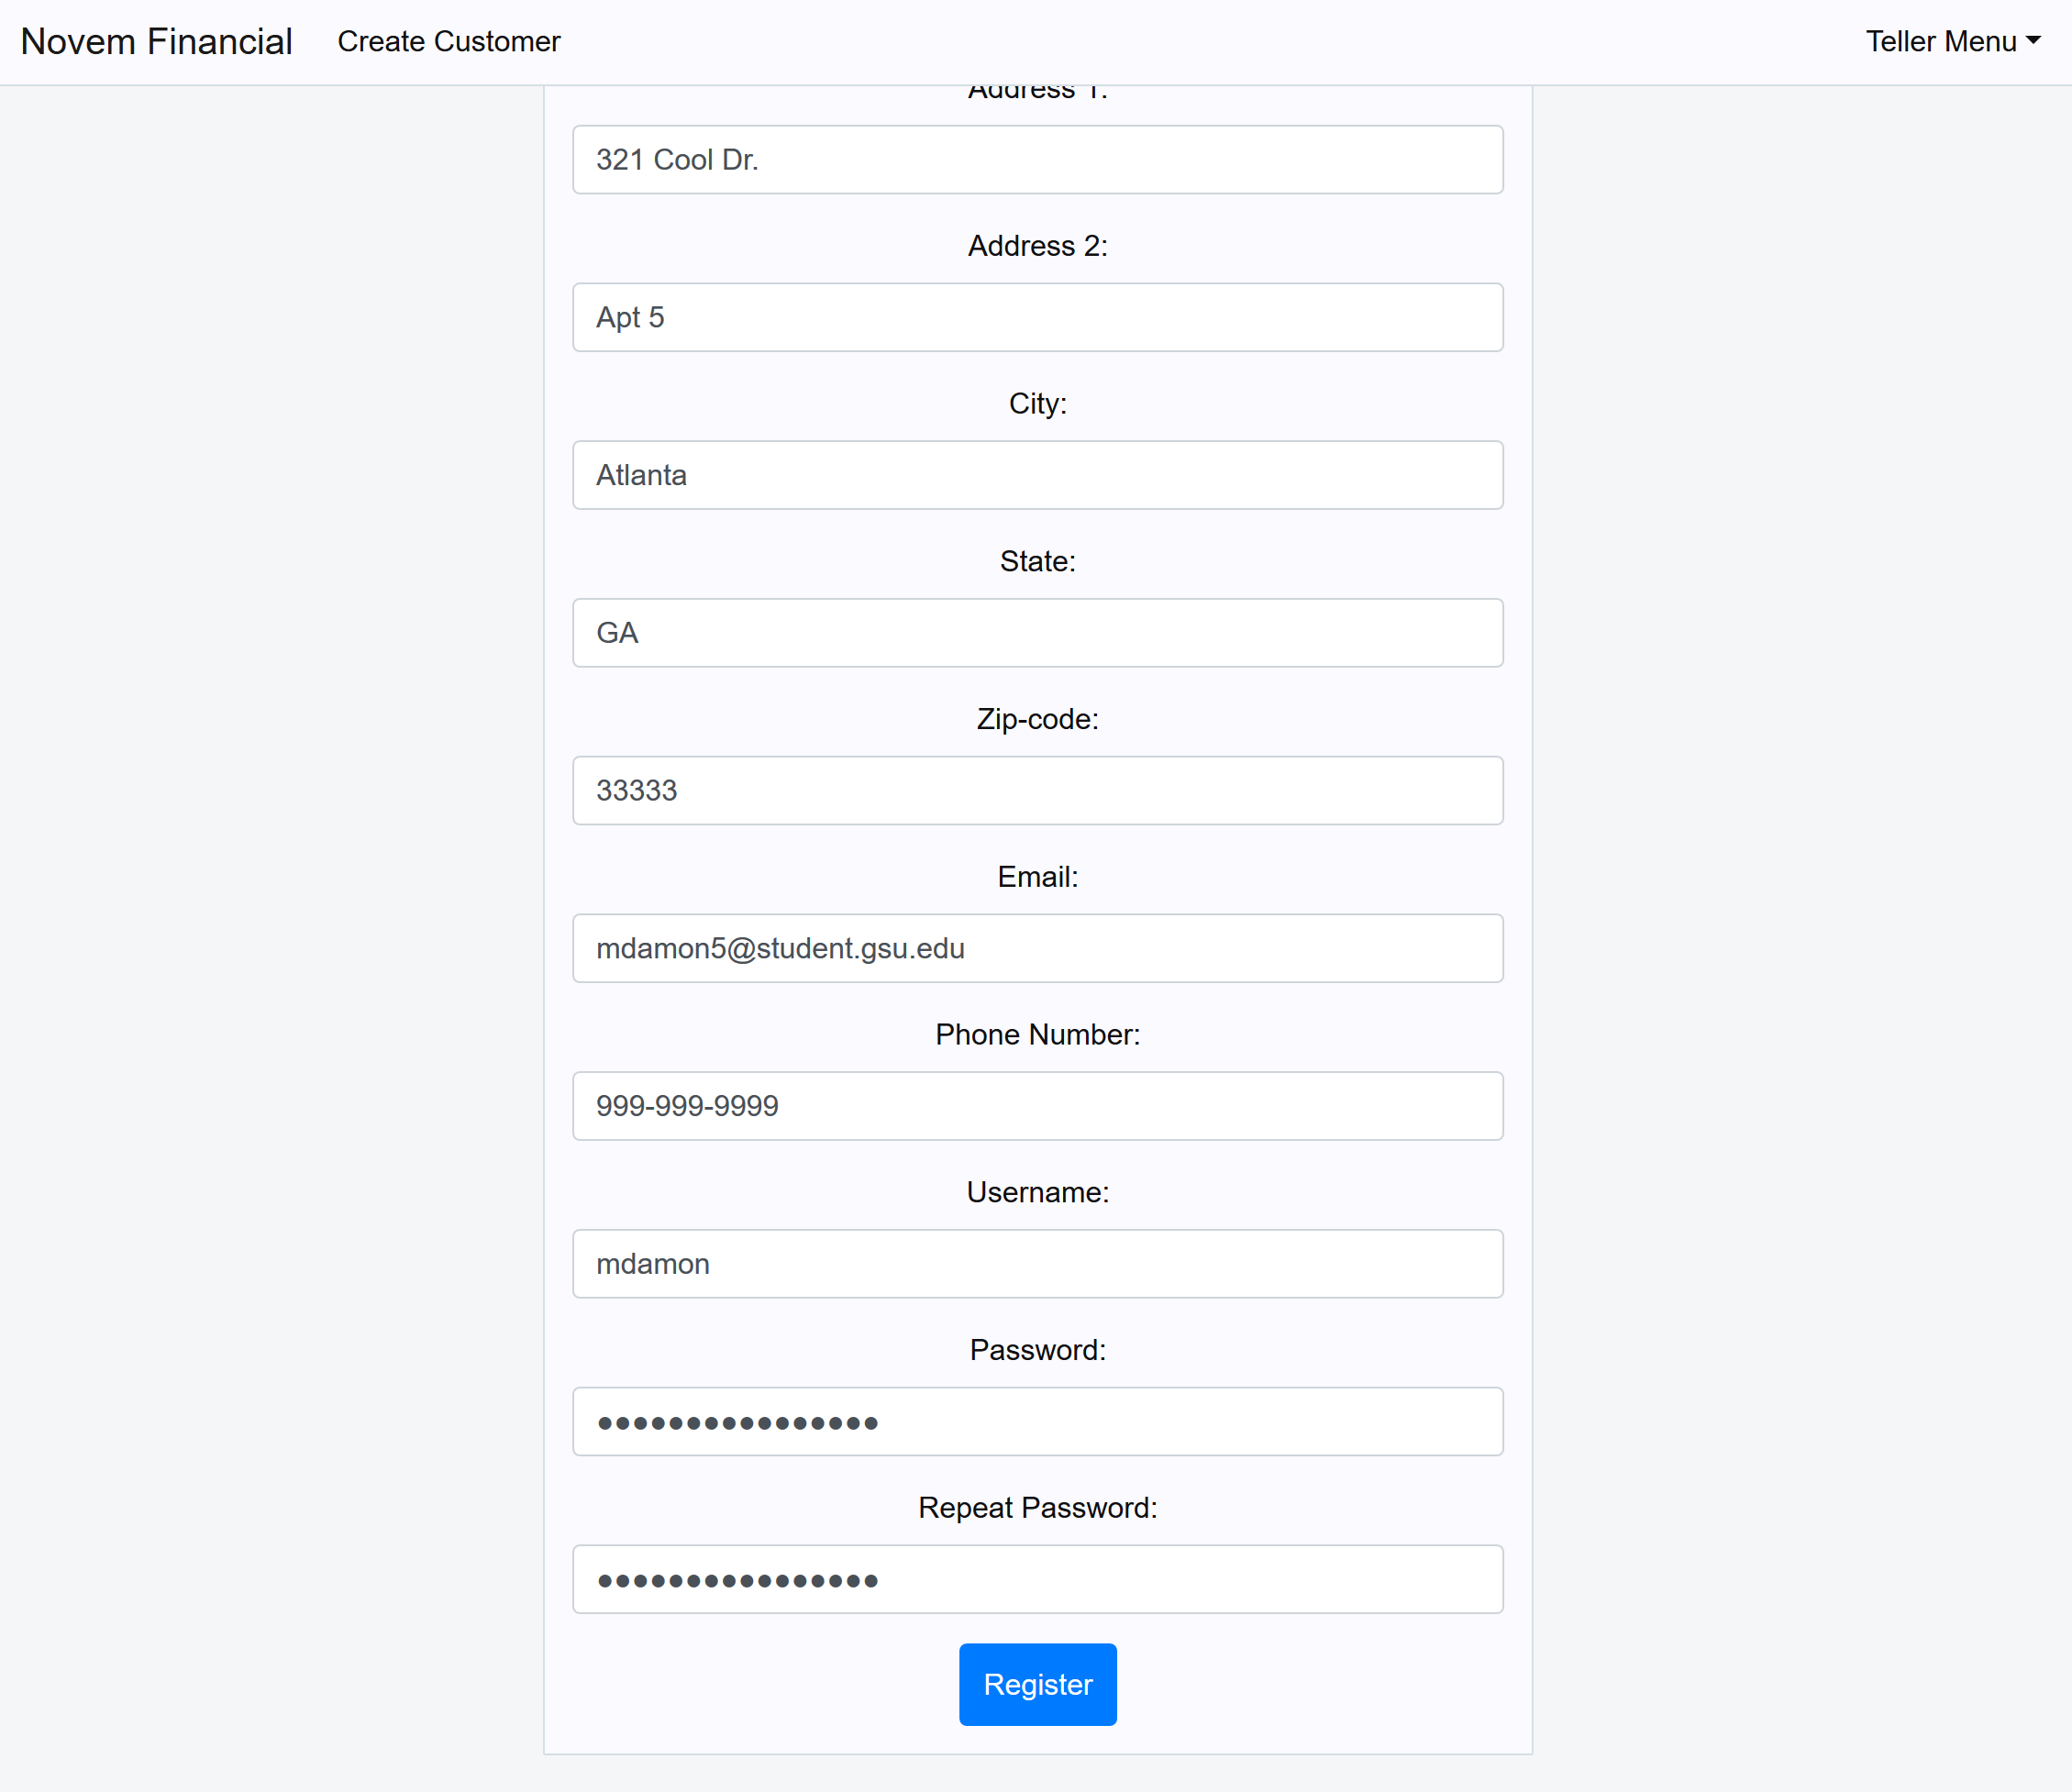 Novem Financial Create Customer Teller Menu
Address 1:
321 Cool Dr.
Address 2:
Apt 5
City:
Atlanta
State:
GA
Zip-code:
33333
Email:
mdamon5@student.gsu.edu
Phone Number:
999-999-9999
Username:
mdamon
Password:
●●●●●●●●●●●●●●●●
Repeat Password:
●●●●●●●●●●●●●●●●
Register